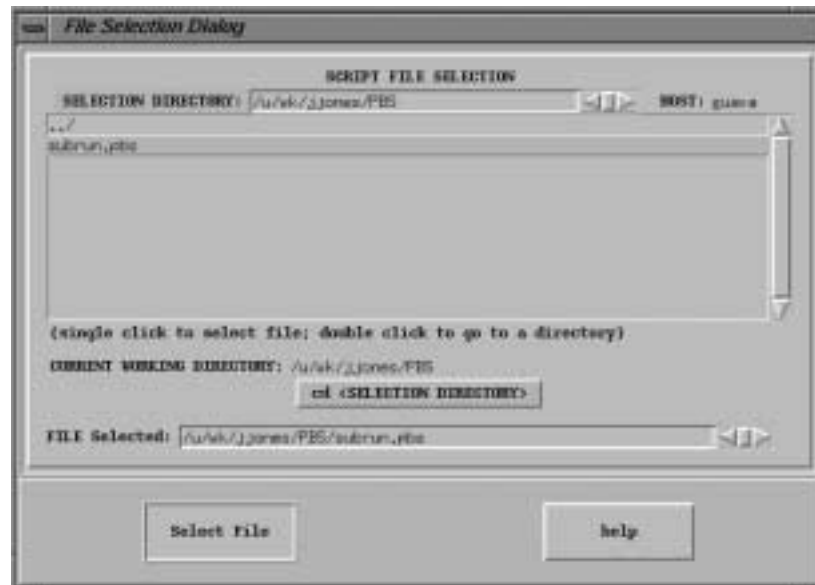 File Selection Dialog
SCRIPT FILE SELECTION
SELECTION DIRECTORY: /u/wk/jjones/PBS HOST: guava
../
subrun.pbs
(single click to select file; double click to go to a directory)
CURRENT WORKING DIRECTORY: /u/wk/jjones/PBS
cd <SELECTION DIRECTORY>
FILE Selected: /u/wk/jjones/PBS/subrun.pbs
Select File help